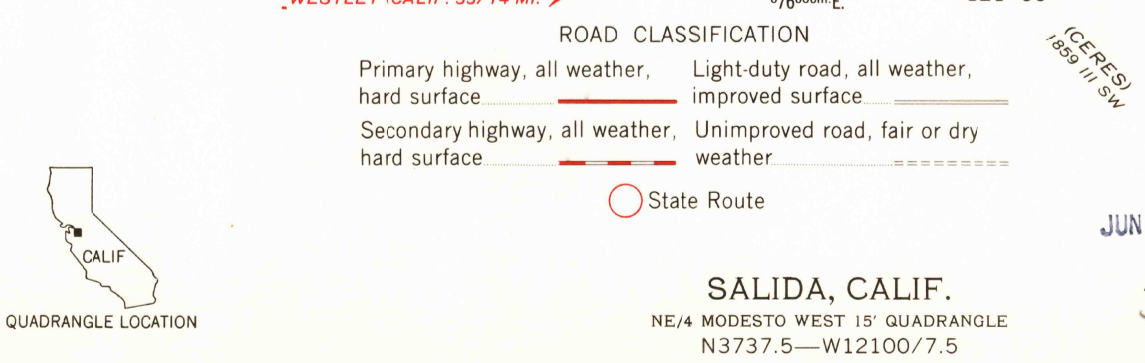 ROAD CLASSIFICATION
Primary highway, all weather,
hard surface
Light-duty road, all weather,
improved surface
Secondary highway, all weather,
hard surface
Unimproved road, fair or dry
weather
State Route
(CERES)
1859 III SW
JUN
CALIF
QUADRANGLE LOCATION
SALIDA, CALIF.
NE/4 MODESTO WEST 15' QUADRANGLE
N3737.5—W12100/7.5